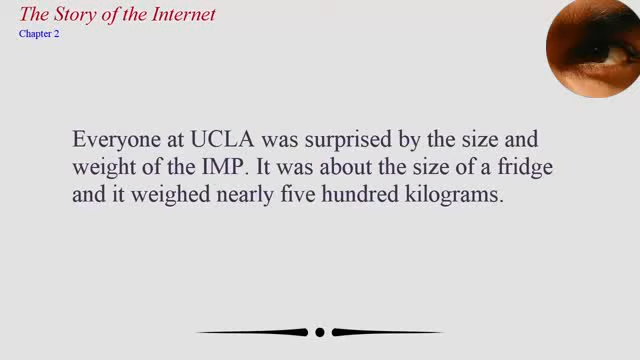 The Story of the Internet
Chapter 2
Everyone at UCLA was surprised by the size and
weight of the IMP. It was about the size of a fridge
and it weighed nearly five hundred kilograms.